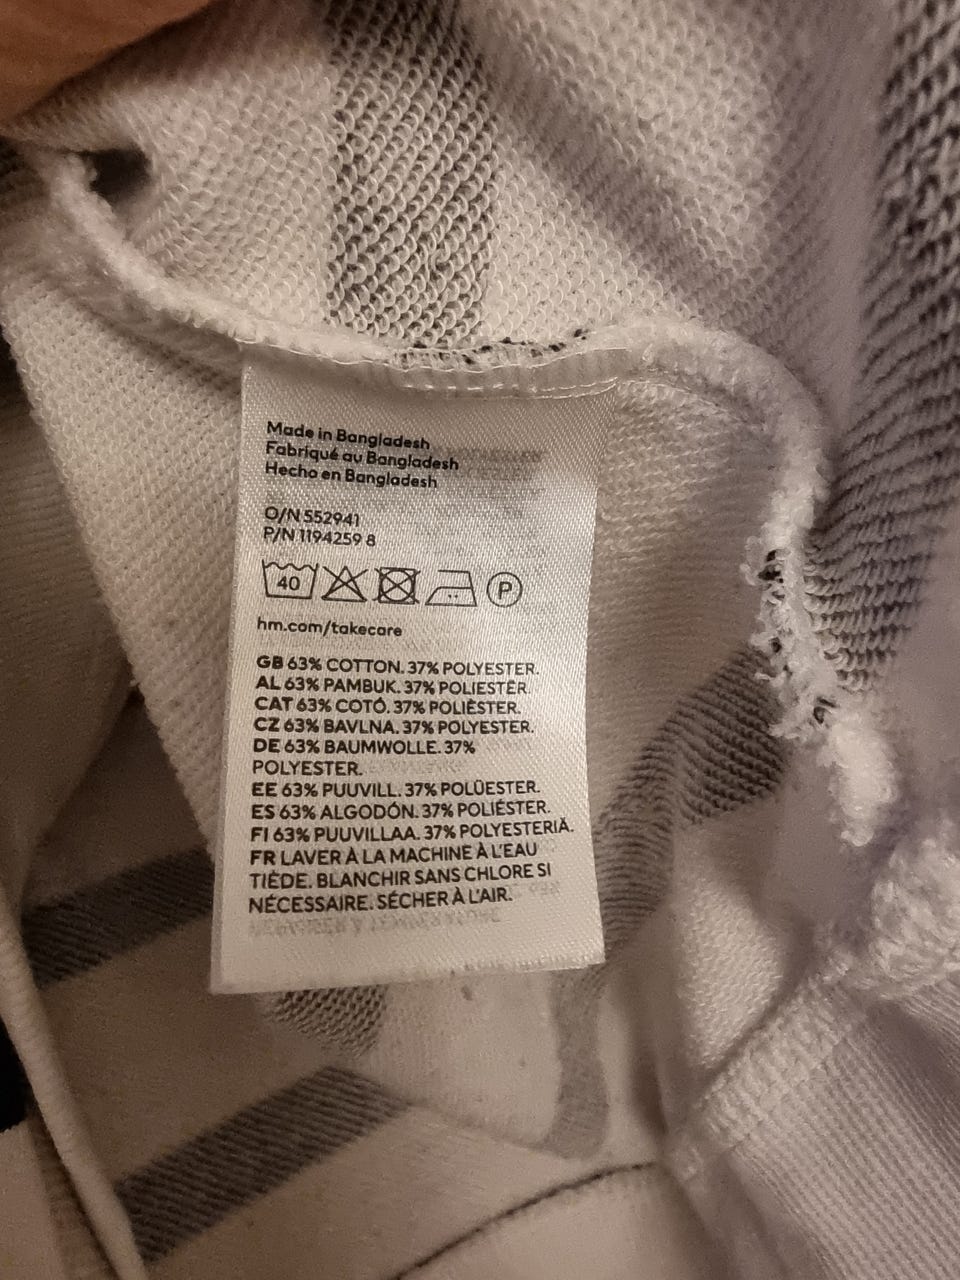 Made in Bangladesh
Fabriqué au Bangladesh
Hecho en Bangladesh
O/N 552941
P/N 1194259 8
40 P
hm.com/takecare
GB 63% COTTON. 37% POLYESTER.
AL 63% PAMBUK. 37% POLIESTËR.
CAT 63% COTÓ. 37% POLIÈSTER.
CZ 63% BAVLNA. 37% POLYESTER.
DE 63% BAUMWOLLE. 37%
POLYESTER.
EE 63% PUUVILL. 37% POLÜESTER.
ES 63% ALGODÓN. 37% POLIÉSTER.
FI 63% PUUVILLAA. 37% POLYESTERIÄ.
FR LAVER À LA MACHINE À L'EAU
TIÈDE. BLANCHIR SANS CHLORE SI
NÉCESSAIRE. SÉCHER À L'AIR.